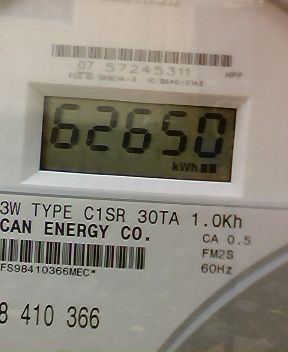 07 57245311
HPP
62650
kWh
3W TYPE C1SR 30TA 1.0Kh
CAN ENERGY CO.
CA 0.5
FM2S
60Hz
FS98410366MEC*
8 410 366